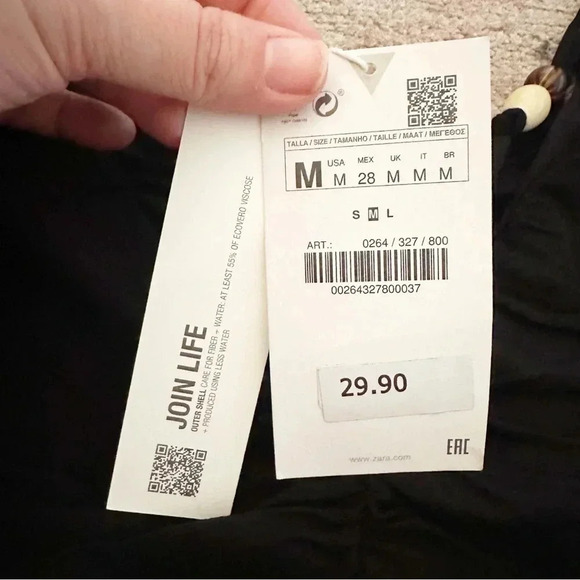 TALLA / SIZE / TAMANHO / TAILLE / MAAT / ΜΕΓΕΘΟΣ
M USA MEX UK IT BR
M 28 M M M
S M L
ART.: 0264 / 327 / 800
00264327800037
29.90
www.zara.com
EAC
JOIN LIFE
OUTER SHELL CARE FOR FIBER + WATER: AT LEAST 55% OF ECOVERO VISCOSE
+ PRODUCED USING LESS WATER